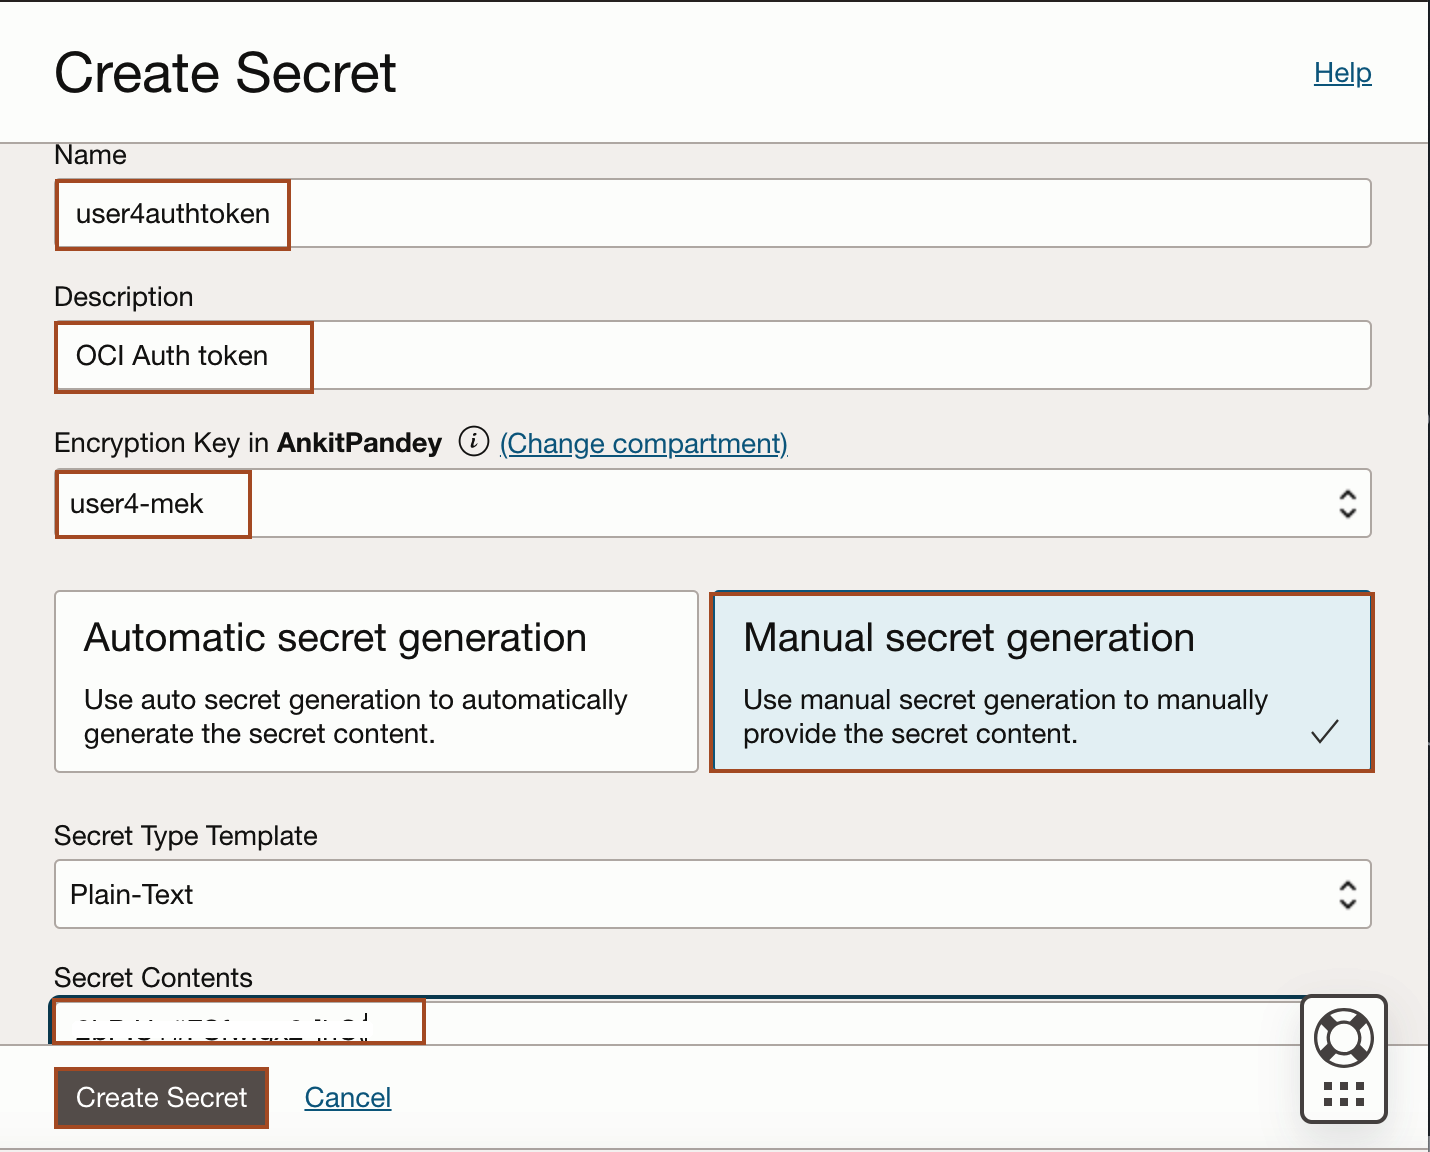 Create Secret
Help
Name
user4authtoken
Description
OCI Auth token
Encryption Key in AnkitPandey i (Change compartment)
user4-mek
Automatic secret generation
Use auto secret generation to automatically
generate the secret content.
Manual secret generation
Use manual secret generation to manually
provide the secret content.
Secret Type Template
Plain-Text
Secret Contents
Create Secret
Cancel